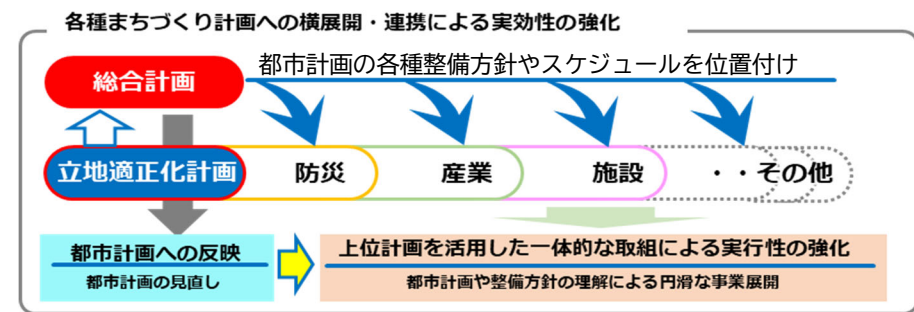 各種まちづくり計画への横展開・連携による実効性の強化
都市計画の各種整備方針やスケジュールを位置付け
総合計画
立地適正化計画
防災
産業
施設
・・その他
都市計画への反映
都市計画の見直し
上位計画を活用した一体的な取組による実行性の強化
都市計画や整備方針の理解による円滑な事業展開